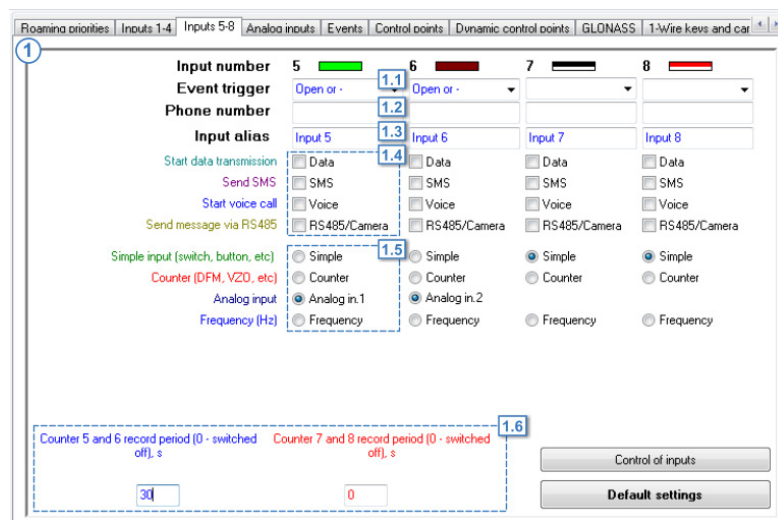 Roaming priorities Inputs 1-4 Inputs 5-8 Analog inputs Events Control points Dynamic control points GLONASS 1-Wire keys and car
1
Input number 5 6 7 8
Event trigger Open or - 1.1 Open or -
Phone number 1.2
Input alias Input 5 1.3 Input 6 Input 7 Input 8
1.4
Start data transmission Data Data Data Data
Send SMS SMS SMS SMS SMS
Start voice call Voice Voice Voice Voice
Send message via RS485 RS485/Camera RS485/Camera RS485/Camera RS485/Camera
1.5
Simple input (switch, button, etc) Simple Simple Simple Simple
Counter (DFM, VZO, etc) Counter Counter Counter Counter
Analog input Analog in.1 Analog in.2
Frequency (Hz) Frequency Frequency Frequency Frequency
1.6
Counter 5 and 6 record period (0 - switched off), s Counter 7 and 8 record period (0 - switched off), s
30 0
Control of inputs
Default settings